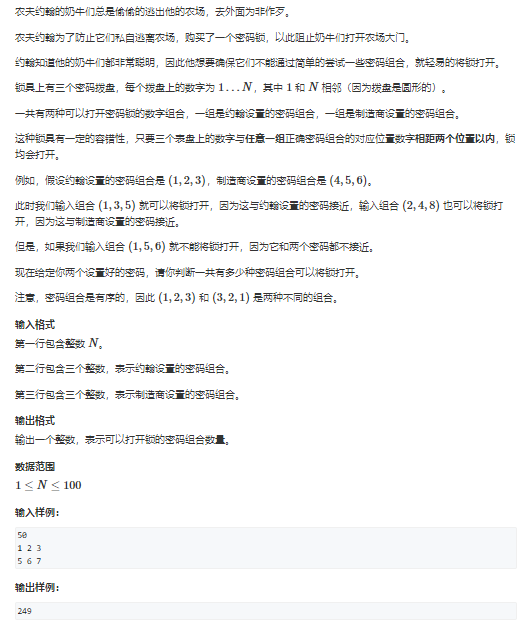 农夫约翰的奶牛们总是偷偷的逃出他的农场，去外面为非作歹。
农夫约翰为了防止它们私自逃离农场，购买了一个密码锁，以此阻止奶牛们打开农场大门。
约翰知道他的奶牛们都非常聪明，因此他想要确保它们不能通过简单的尝试一些密码组合，就轻易的将锁打开。
锁具上有三个密码拨盘，每个拨盘上的数字为 1…N，其中 1 和 N 相邻（因为拨盘是圆形的）。
一共有两种可以打开密码锁的数字组合，一组是约翰设置的密码组合，一组是制造商设置的密码组合。
这种锁具有一定的容错性，只要三个表盘上的数字与任意一组正确密码组合的对应位置数字相距两个位置以内，锁
均会打开。
例如，假设约翰设置的密码组合是 (1,2,3)，制造商设置的密码组合是 (4,5,6)。
此时我们输入组合 (1,3,5) 就可以将锁打开，因为这与约翰设置的密码接近，输入组合 (2,4,8) 也可以将锁打
开，因为这与制造商设置的密码接近。
但是，如果我们输入组合 (1,5,6) 就不能将锁打开，因为它和两个密码都不接近。
现在给定你两个设置好的密码，请你判断一共有多少种密码组合可以将锁打开。
注意，密码组合是有序的，因此 (1,2,3) 和 (3,2,1) 是两种不同的组合。
输入格式
第一行包含整数 N。
第二行包含三个整数，表示约翰设置的密码组合。
第三行包含三个整数，表示制造商设置的密码组合。
输出格式
输出一个整数，表示可以打开锁的密码组合数量。
数据范围
1 ≤ N ≤ 100
输入样例：
50
1 2 3
5 6 7
输出样例：
249